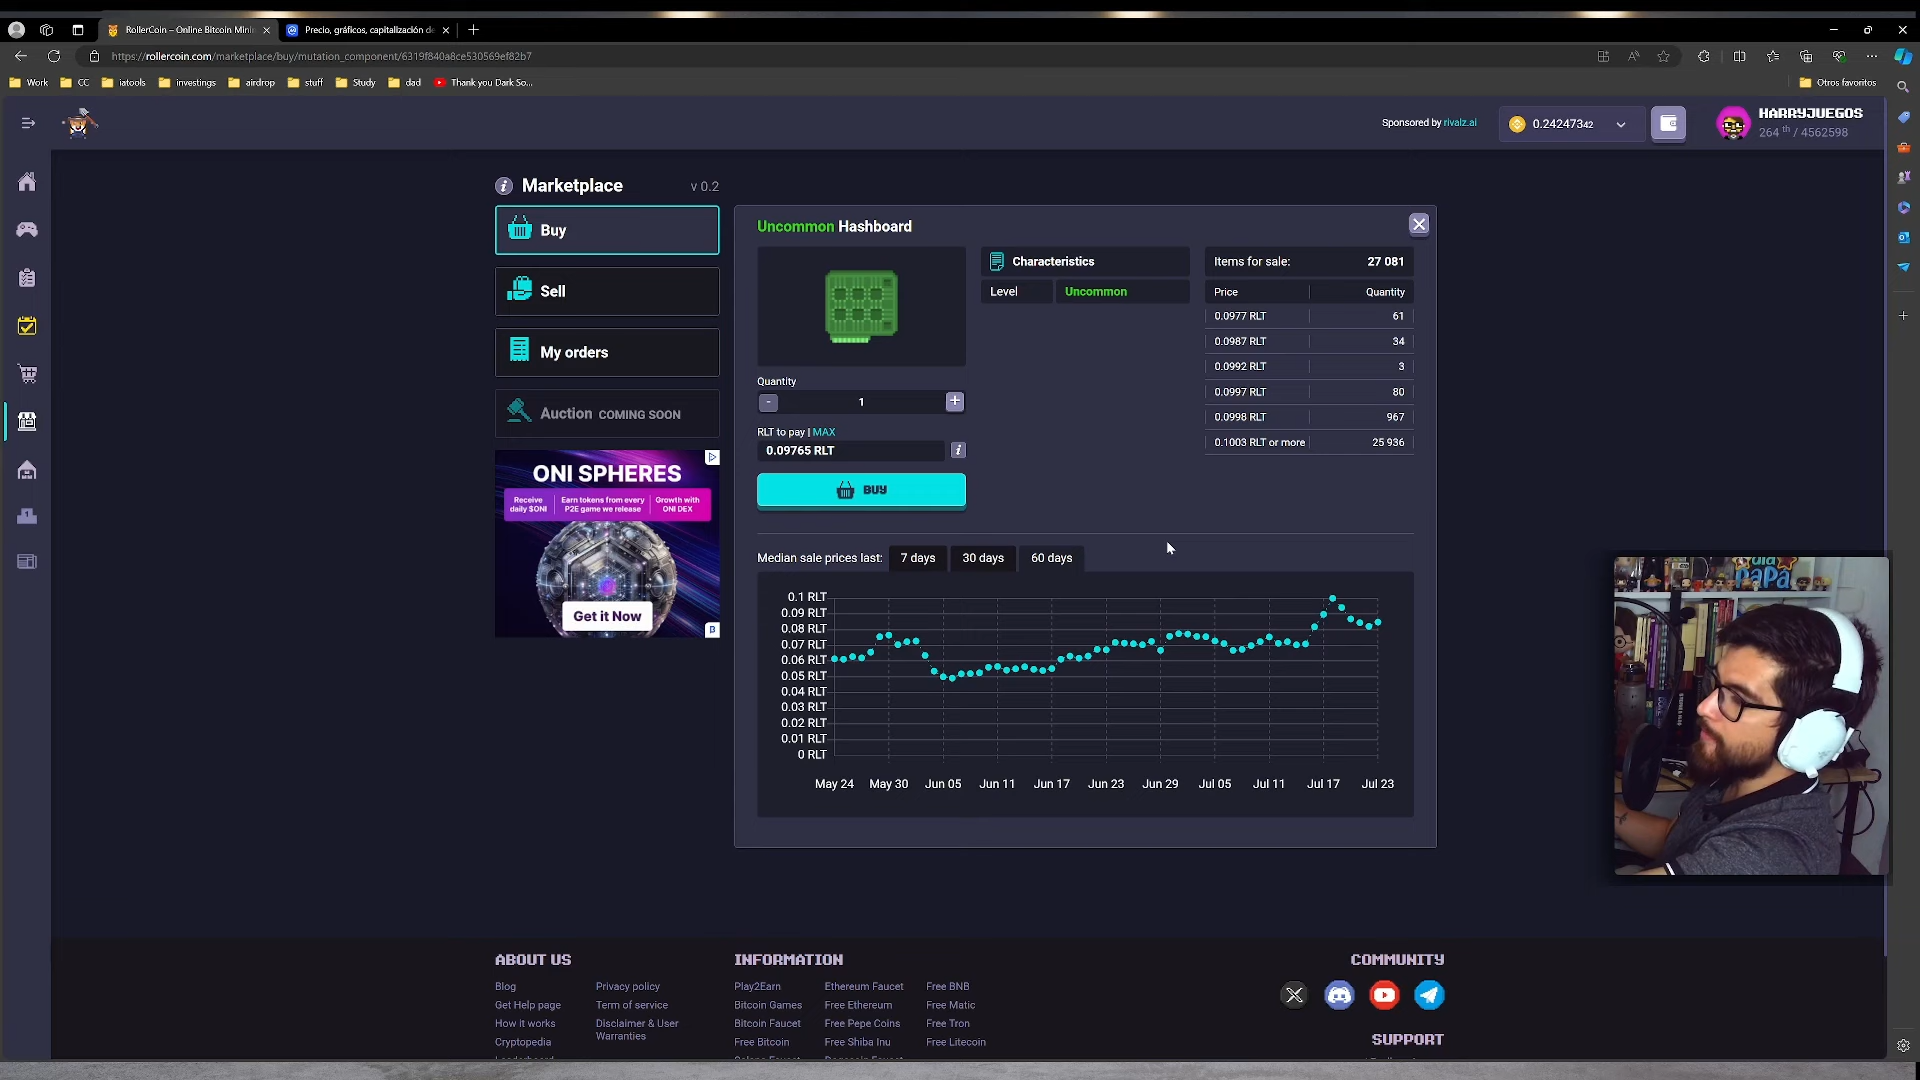 RollerCoin – Online Bitcoin Minin
Precio, gráficos, capitalización de
https://rollercoin.com/marketplace/buy/mutation_component/6319f840a8ce530569ef82b7
Work
CC
iatools
investings
airdrop
stuff
Study
dad
Thank you Dark So...
Otros favoritos
Sponsored by rivalz.ai
0.24247342
HARRYJUEGOS
264 th / 4562598
Marketplace
v 0.2
Buy
Sell
My orders
Auction COMING SOON
ONI SPHERES
Receive daily $ONI
Earn tokens from every P2E game we release
Growth with ONI DEX
Get it Now
Uncommon Hashboard
Quantity
-
1
+
RLT to pay | MAX
0.09765 RLT
BUY
Characteristics
Level
Uncommon
Items for sale:
27 081
Price
Quantity
0.0977 RLT
61
0.0987 RLT
34
0.0992 RLT
3
0.0997 RLT
80
0.0998 RLT
967
0.1003 RLT or more
25 936
Median sale prices last:
7 days
30 days
60 days
0.1 RLT
0.09 RLT
0.08 RLT
0.07 RLT
0.06 RLT
0.05 RLT
0.04 RLT
0.03 RLT
0.02 RLT
0.01 RLT
0 RLT
May 24
May 30
Jun 05
Jun 11
Jun 17
Jun 23
Jun 29
Jul 05
Jul 11
Jul 17
Jul 23
dia
PAPA
ABOUT US
Blog
Get Help page
How it works
Cryptopedia
Privacy policy
Term of service
Disclaimer & User
Warranties
INFORMATION
Play2Earn
Bitcoin Games
Bitcoin Faucet
Free Bitcoin
Ethereum Faucet
Free Ethereum
Free Pepe Coins
Free Shiba Inu
Free BNB
Free Matic
Free Tron
Free Litecoin
COMMUNITY
SUPPORT